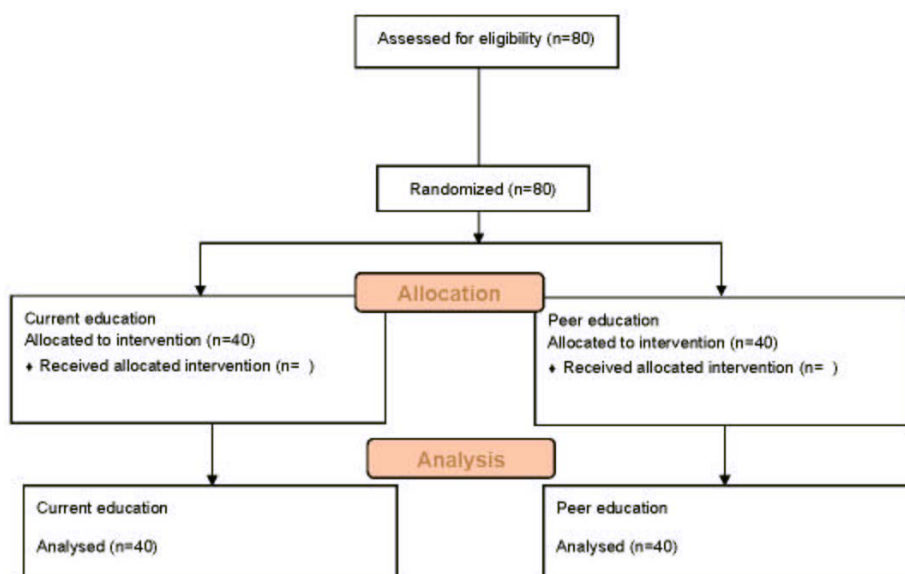 Assessed for eligibility (n=80)
Randomized (n=80)
Allocation
Current education
Allocated to intervention (n=40)
♦ Received allocated intervention (n= )
Peer education
Allocated to intervention (n=40)
♦ Received allocated intervention (n= )
Analysis
Current education
Analysed (n=40)
Peer education
Analysed (n=40)